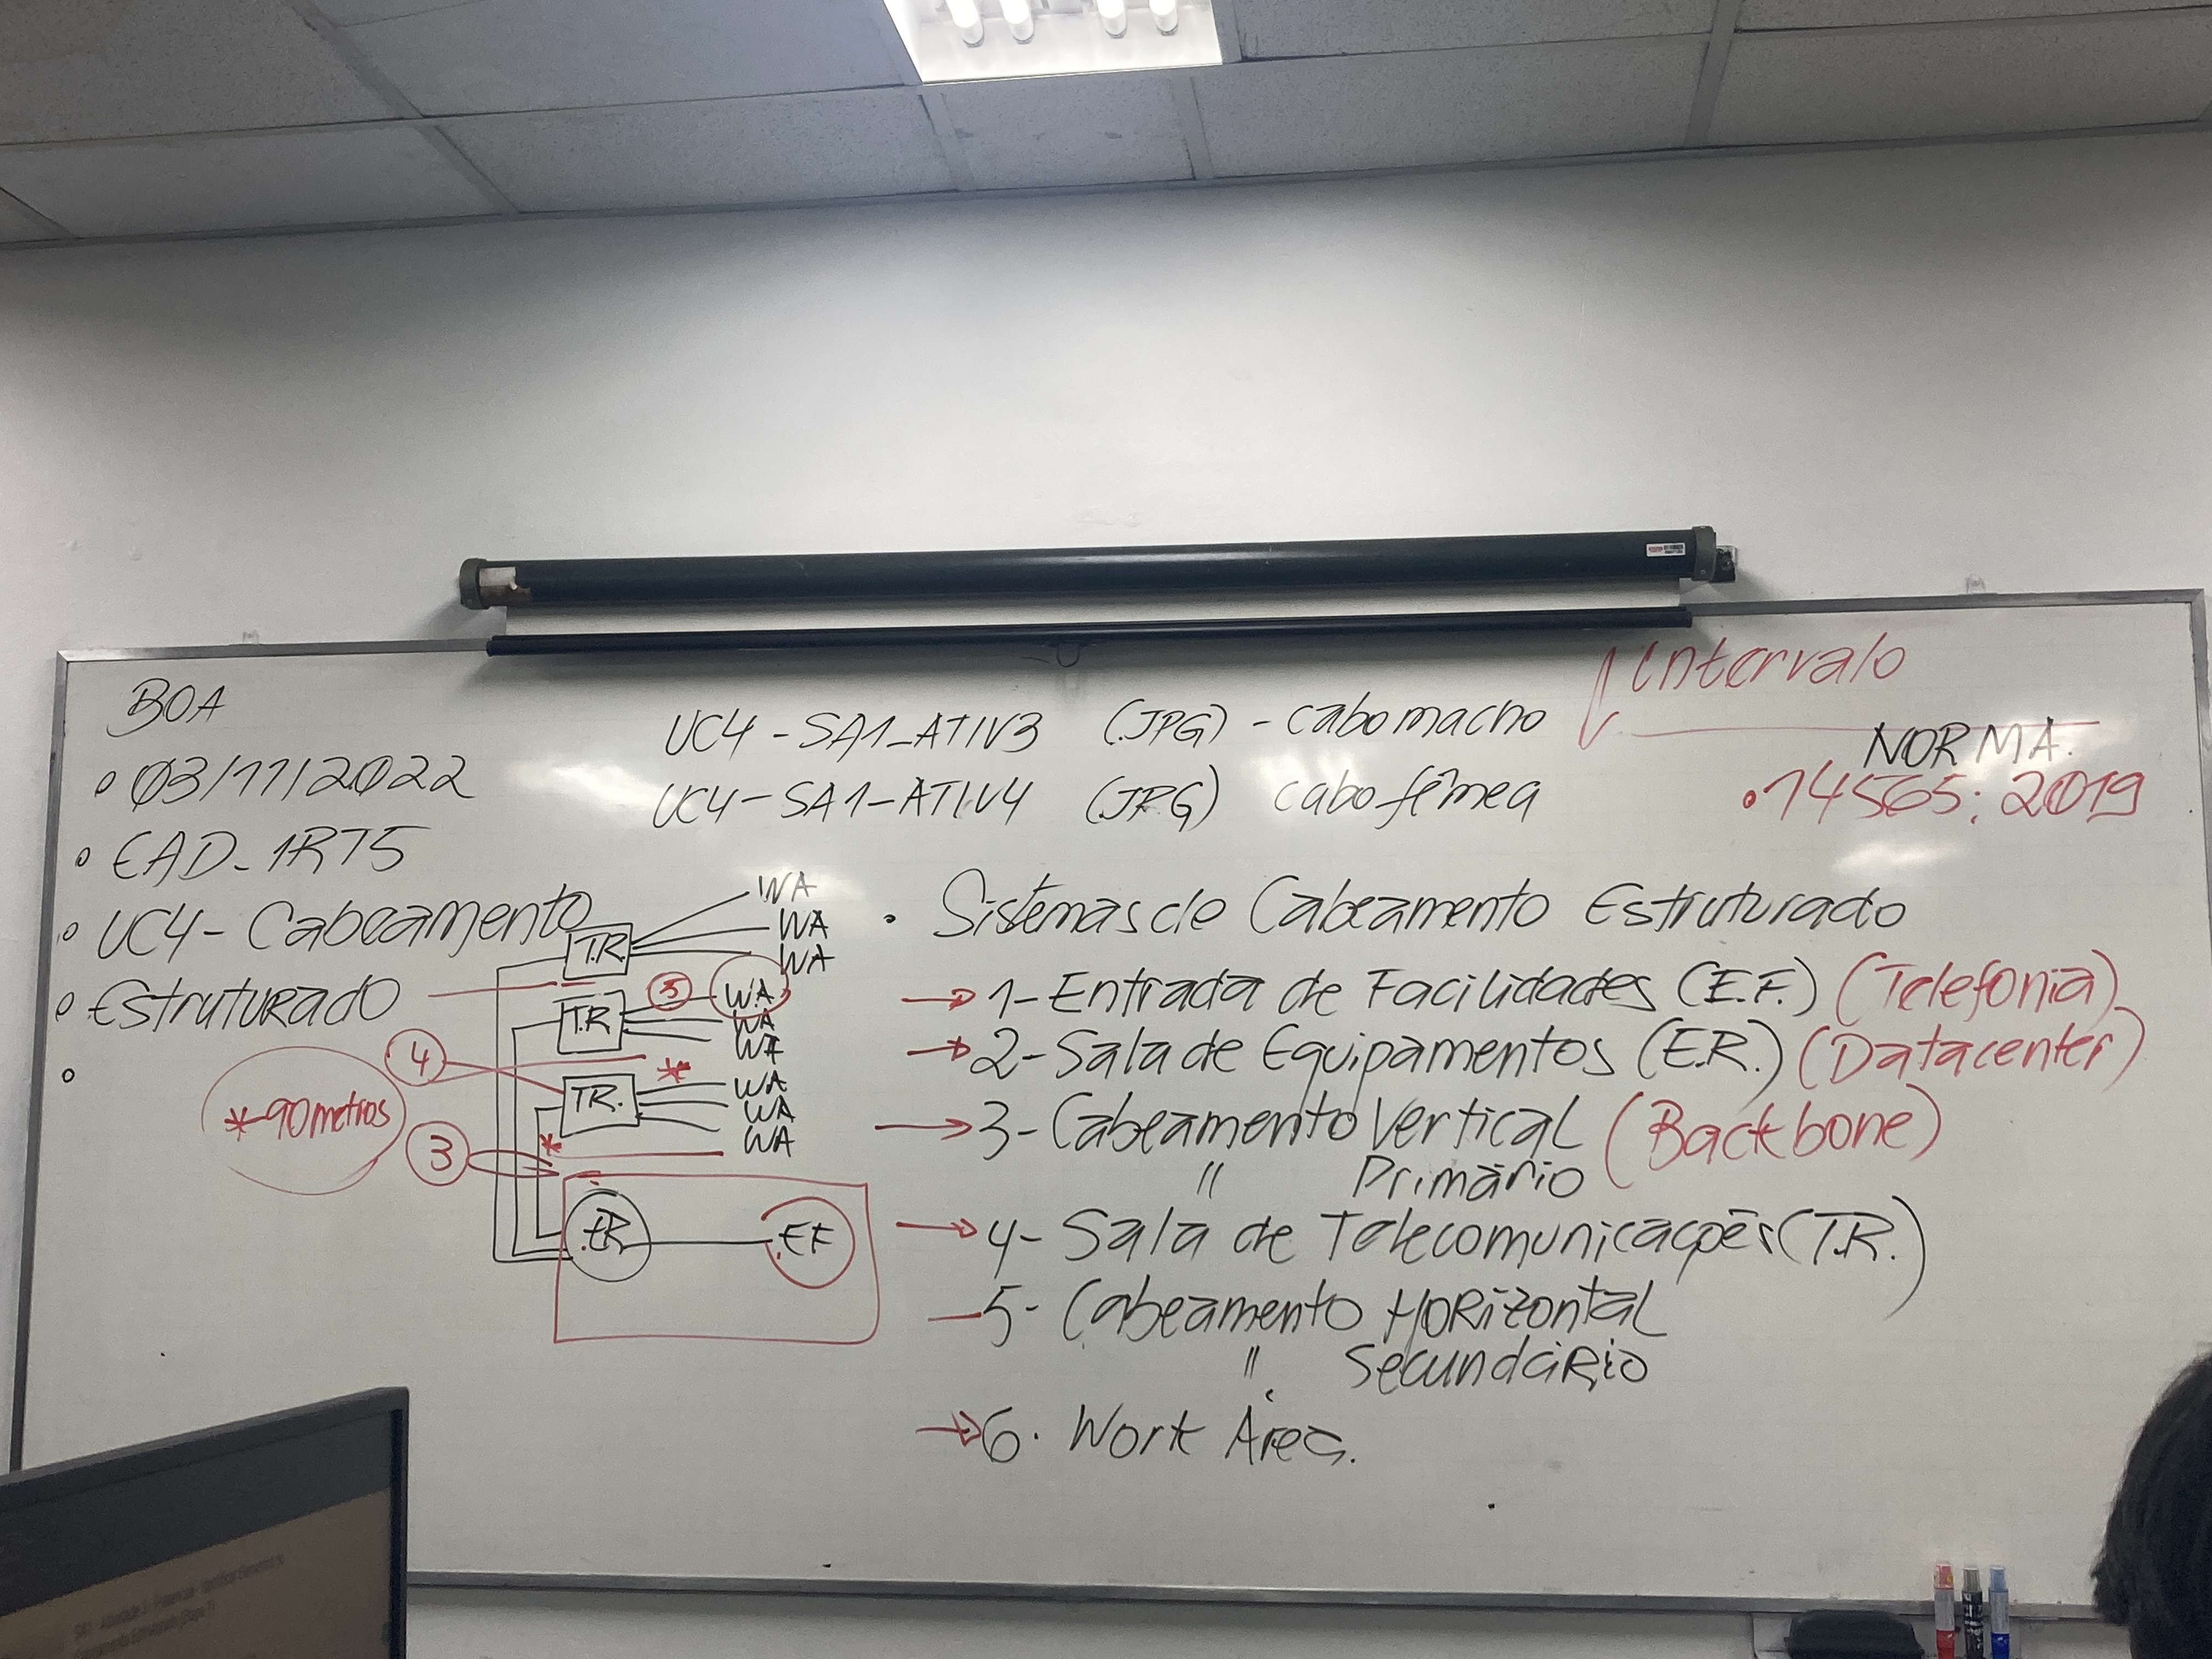 BOA
03/11/2022
EAD_1RT5
UC4- Cabeamento
Estruturado
UC4 - SA1_ATIV3 (JPG) - cabo macho
UC4 - SA1-ATIV4 (JPG) cabo fêmea
Intervalo
NORMA.
14565:2019
T.R. WA
WA
WA
T.R 5 WA
WA
WA
4
T.R. * WA
WA
WA
*-90 metros
3 *
ER E.F
Sistemas de Cabeamento Estruturado
1- Entrada de Facilidades (E.F.) (Telefonia)
2- Sala de Equipamentos (E.R.) (Datacenter)
3- Cabeamento Vertical (Backbone)
" Primário
4- Sala de Telecomunicações (T.R.)
5- Cabeamento Horizontal
" Secundário
6. Work Área.